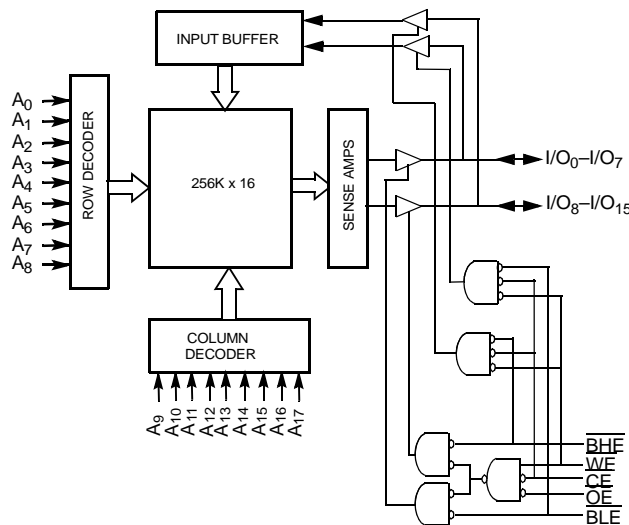 INPUT BUFFER
A0
A1
A2
A3
A4
A5
A6
A7
A8
ROW DECODER
256K x 16
SENSE AMPS
I/O0–I/O7
I/O8–I/O15
COLUMN
DECODER
A9
A10
A11
A12
A13
A14
A15
A16
A17
BHE
WE
CE
OE
BLE